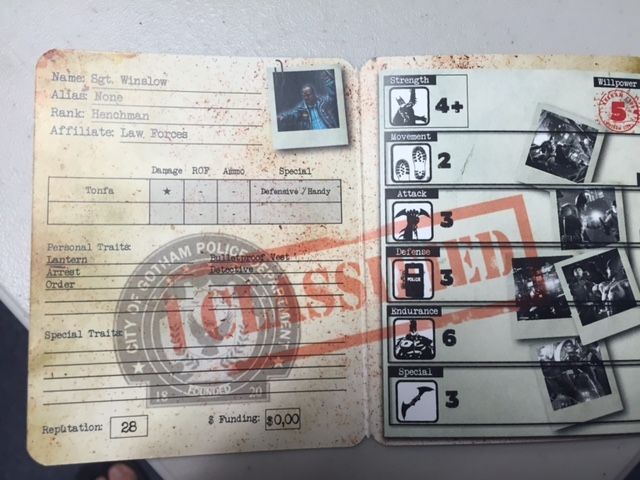 Name: Sgt. Winslow
Alias: None
Rank: Henchman
Affiliate: Law Forces
Damage ROF Ammo Special
Tonfa ★ - - Defensive / Handy
- - -
Personal Traits:
Lantern Bulletproof Vest
Arrest Detective
Order
Special Traits:
CITY OF GOTHAM POLICE DEPARTMENT
FOUNDED
18 20
CLASSIFIED
Reputation: 28 $ Funding: $0,00
Strength
4+
Willpower
5
Movement
2
Attack
3
Defense
POLICE
3
Endurance
6
Special
3